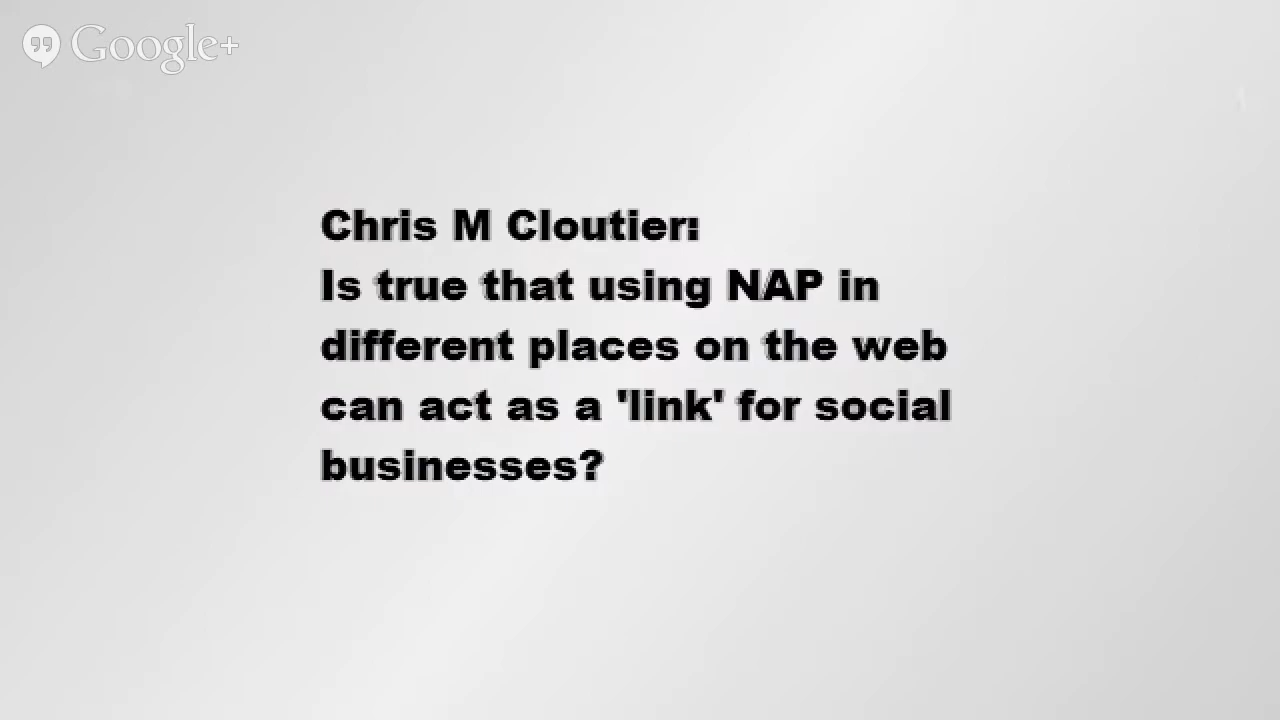 Google+
Chris M Cloutier:
Is true that using NAP in
different places on the web
can act as a 'link' for social
businesses?